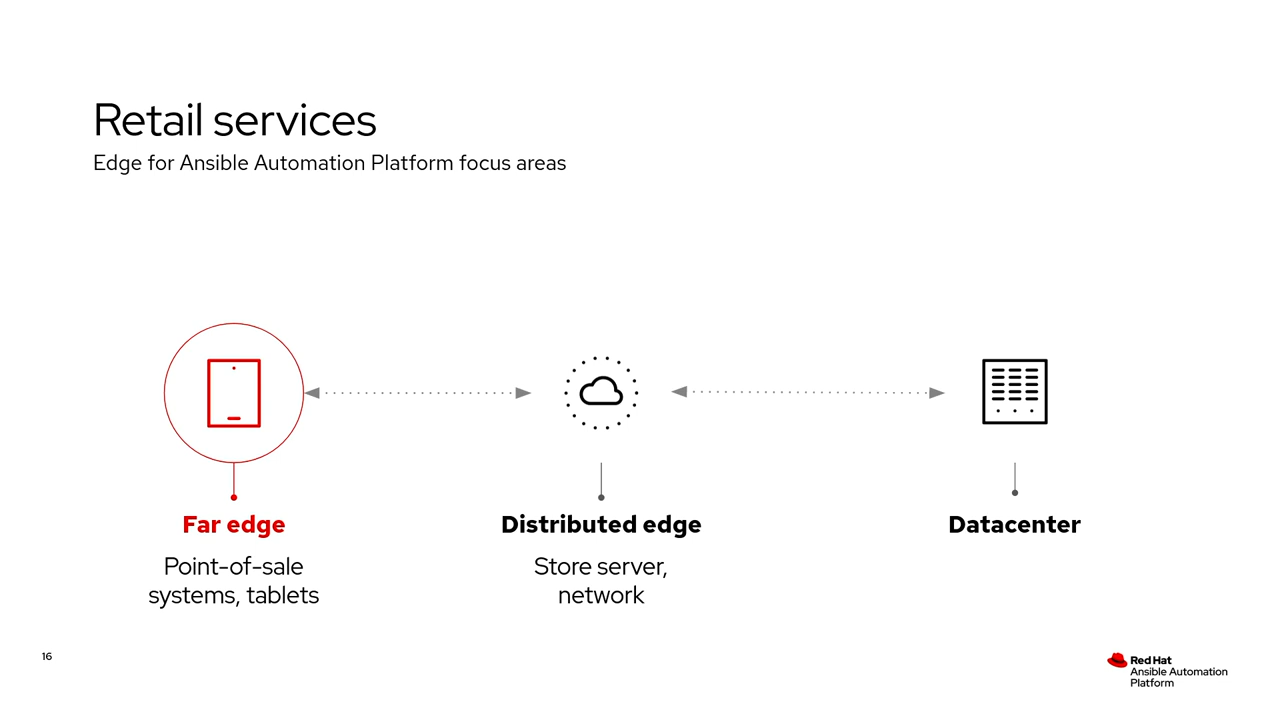 Retail services
Edge for Ansible Automation Platform focus areas
Far edge
Point-of-sale
systems, tablets
Distributed edge
Store server,
network
Datacenter
16
Red Hat
Ansible Automation
Platform